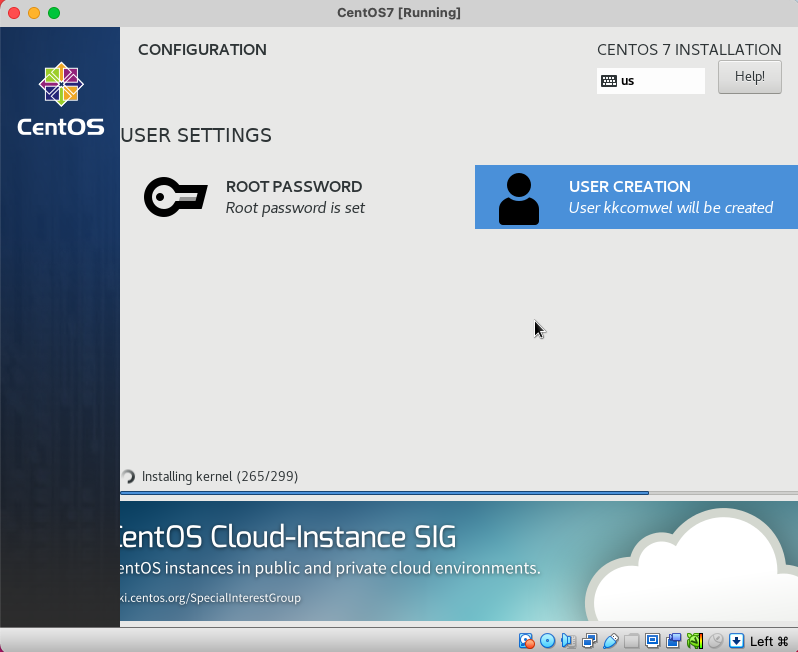 CentOS7 [Running]
CentOS
CONFIGURATION
CENTOS 7 INSTALLATION
us
Help!
USER SETTINGS
ROOT PASSWORD
Root password is set
USER CREATION
User kkcomwel will be created
Installing kernel (265/299)
CentOS Cloud-Instance SIG
entOS instances in public and private cloud environments.
ki.centos.org/SpecialInterestGroup
Left ⌘